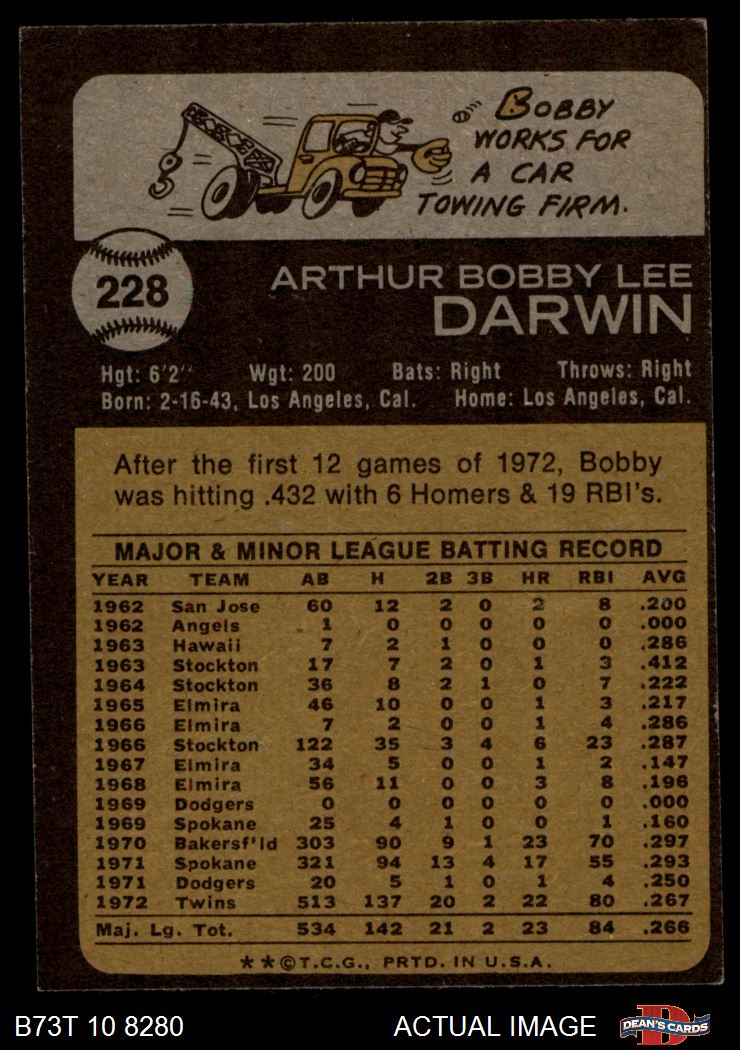 BOBBY
WORKS FOR
A CAR
TOWING FIRM.
228
ARTHUR BOBBY LEE
DARWIN
Hgt: 6'2" Wgt: 200 Bats: Right Throws: Right
Born: 2-16-43, Los Angeles, Cal. Home: Los Angeles, Cal.
After the first 12 games of 1972, Bobby
was hitting .432 with 6 Homers & 19 RBI's.
MAJOR & MINOR LEAGUE BATTING RECORD
YEAR TEAM AB H 2B 3B HR RBI AVG
1962 San Jose 60 12 2 0 2 8 .200
1962 Angels 1 0 0 0 0 0 .000
1963 Hawaii 7 2 1 0 0 0 .286
1963 Stockton 17 7 2 0 1 3 .412
1964 Stockton 36 8 2 1 0 7 .222
1965 Elmira 46 10 0 0 1 3 .217
1966 Elmira 7 2 0 0 1 4 .286
1966 Stockton 122 35 3 4 6 23 .287
1967 Elmira 34 5 0 0 1 2 .147
1968 Elmira 56 11 0 0 3 8 .196
1969 Dodgers 0 0 0 0 0 0 .000
1969 Spokane 25 4 1 0 0 1 .160
1970 Bakersf'ld 303 90 9 1 23 70 .297
1971 Spokane 321 94 13 4 17 55 .293
1971 Dodgers 20 5 1 0 1 4 .250
1972 Twins 513 137 20 2 22 80 .267
Maj. Lg. Tot. 534 142 21 2 23 84 .266
★★©T.C.G., PRTD. IN U.S.A.
B73T 10 8280 ACTUAL IMAGE D DEAN'S CARDS